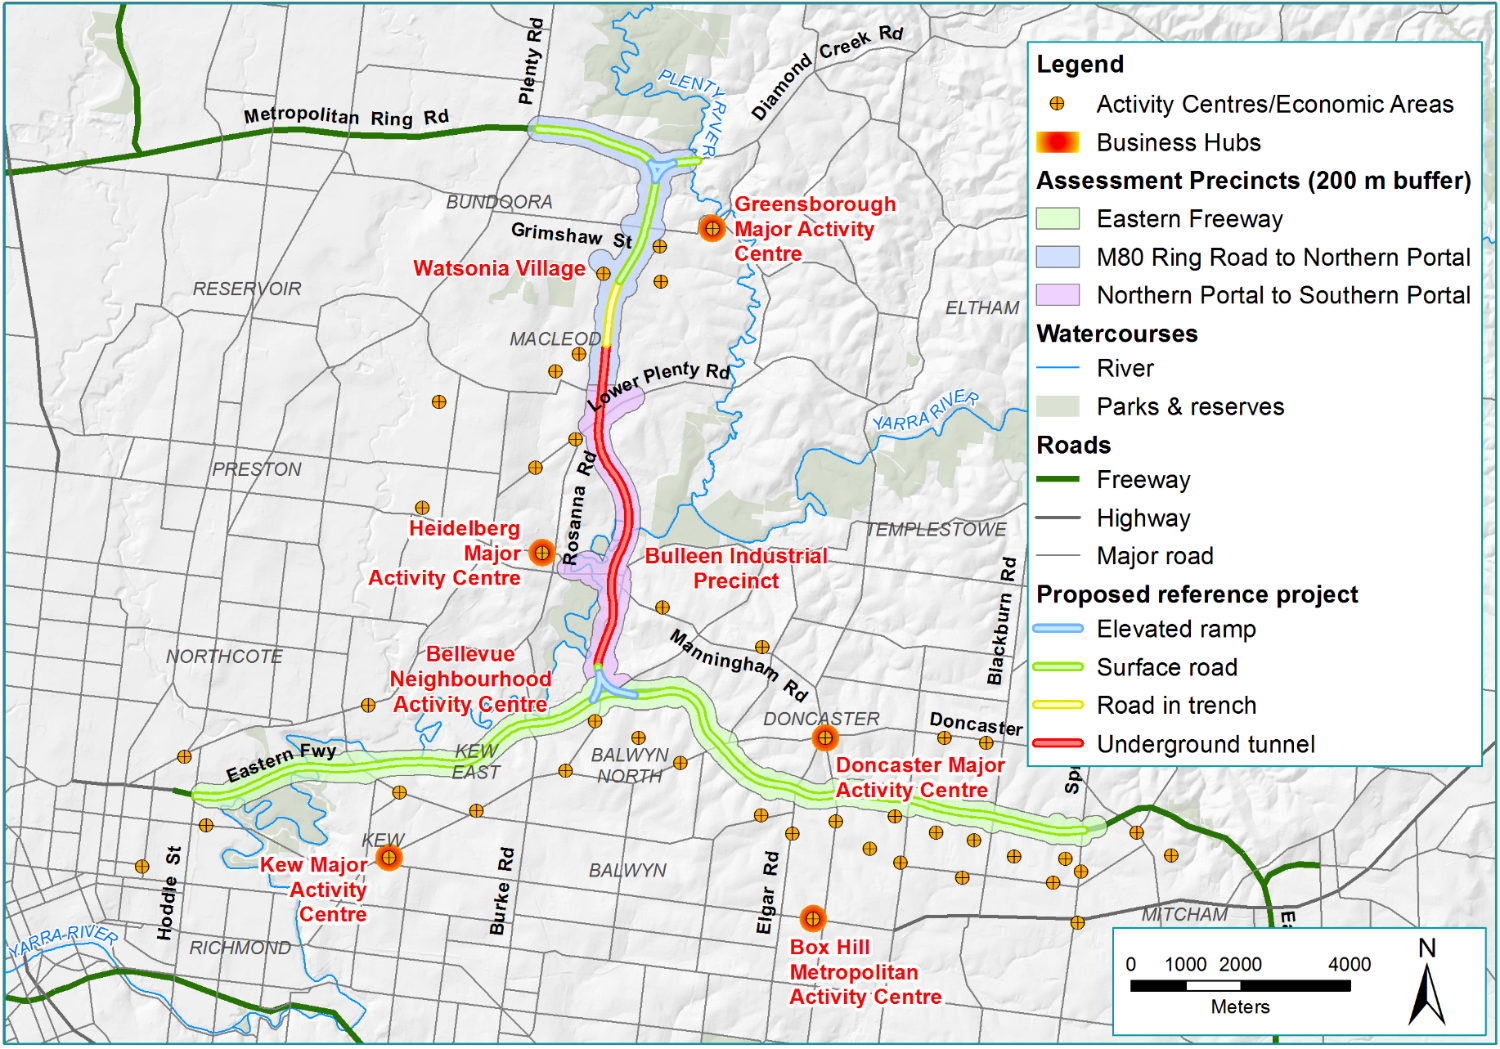 Plenty Rd
PLENTY RIVER
Diamond Creek Rd
Metropolitan Ring Rd
BUNDOORA
Grimshaw St
Greensborough
Major Activity
Centre
Watsonia Village
RESERVOIR
ELTHAM
MACLEOD
Lower Plenty Rd
YARRA RIVER
PRESTON
Rosanna Rd
Heidelberg
Major
Activity Centre
TEMPLESTOWE
Bulleen Industrial
Precinct
Blackburn Rd
NORTHCOTE
Manningham Rd
Bellevue
Neighbourhood
Activity Centre
DONCASTER
Doncaster
Eastern Fwy
KEW
EAST
BALWYN
NORTH
Doncaster Major
Activity Centre
KEW
Kew Major
Activity
Centre
Hoddle St
Burke Rd
BALWYN
Elgar Rd
MITCHAM
RICHMOND
YARRA RIVER
Box Hill
Metropolitan
Activity Centre
Legend
Activity Centres/Economic Areas
Business Hubs
Assessment Precincts (200 m buffer)
Eastern Freeway
M80 Ring Road to Northern Portal
Northern Portal to Southern Portal
Watercourses
River
Parks & reserves
Roads
Freeway
Highway
Major road
Proposed reference project
Elevated ramp
Surface road
Road in trench
Underground tunnel
N
0 1000 2000 4000
Meters